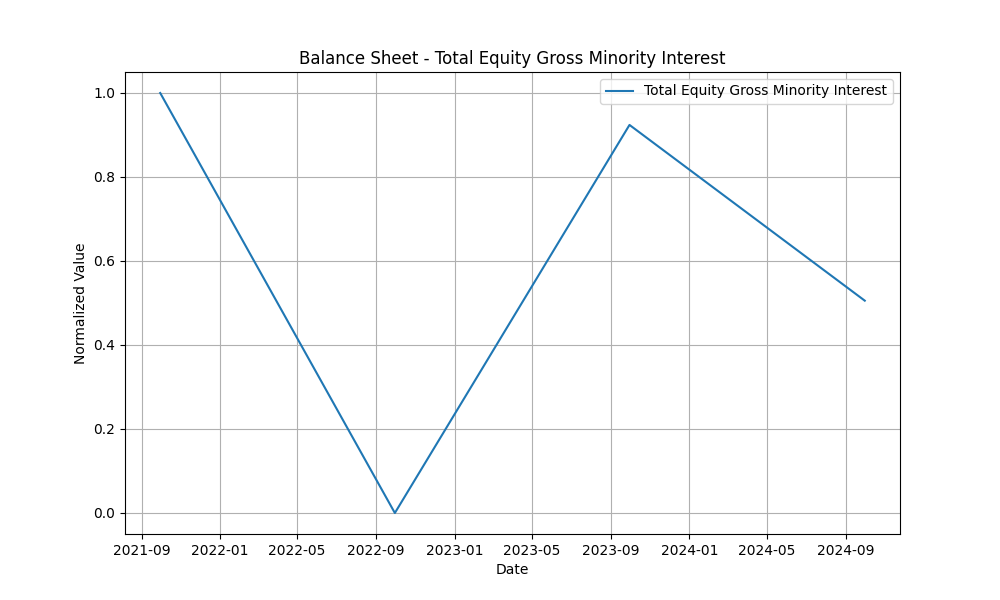 Balance Sheet - Total Equity Gross Minority Interest
Total Equity Gross Minority Interest
Normalized Value
1.0
0.8
0.6
0.4
0.2
0.0
2021-09 2022-01 2022-05 2022-09 2023-01 2023-05 2023-09 2024-01 2024-05 2024-09
Date